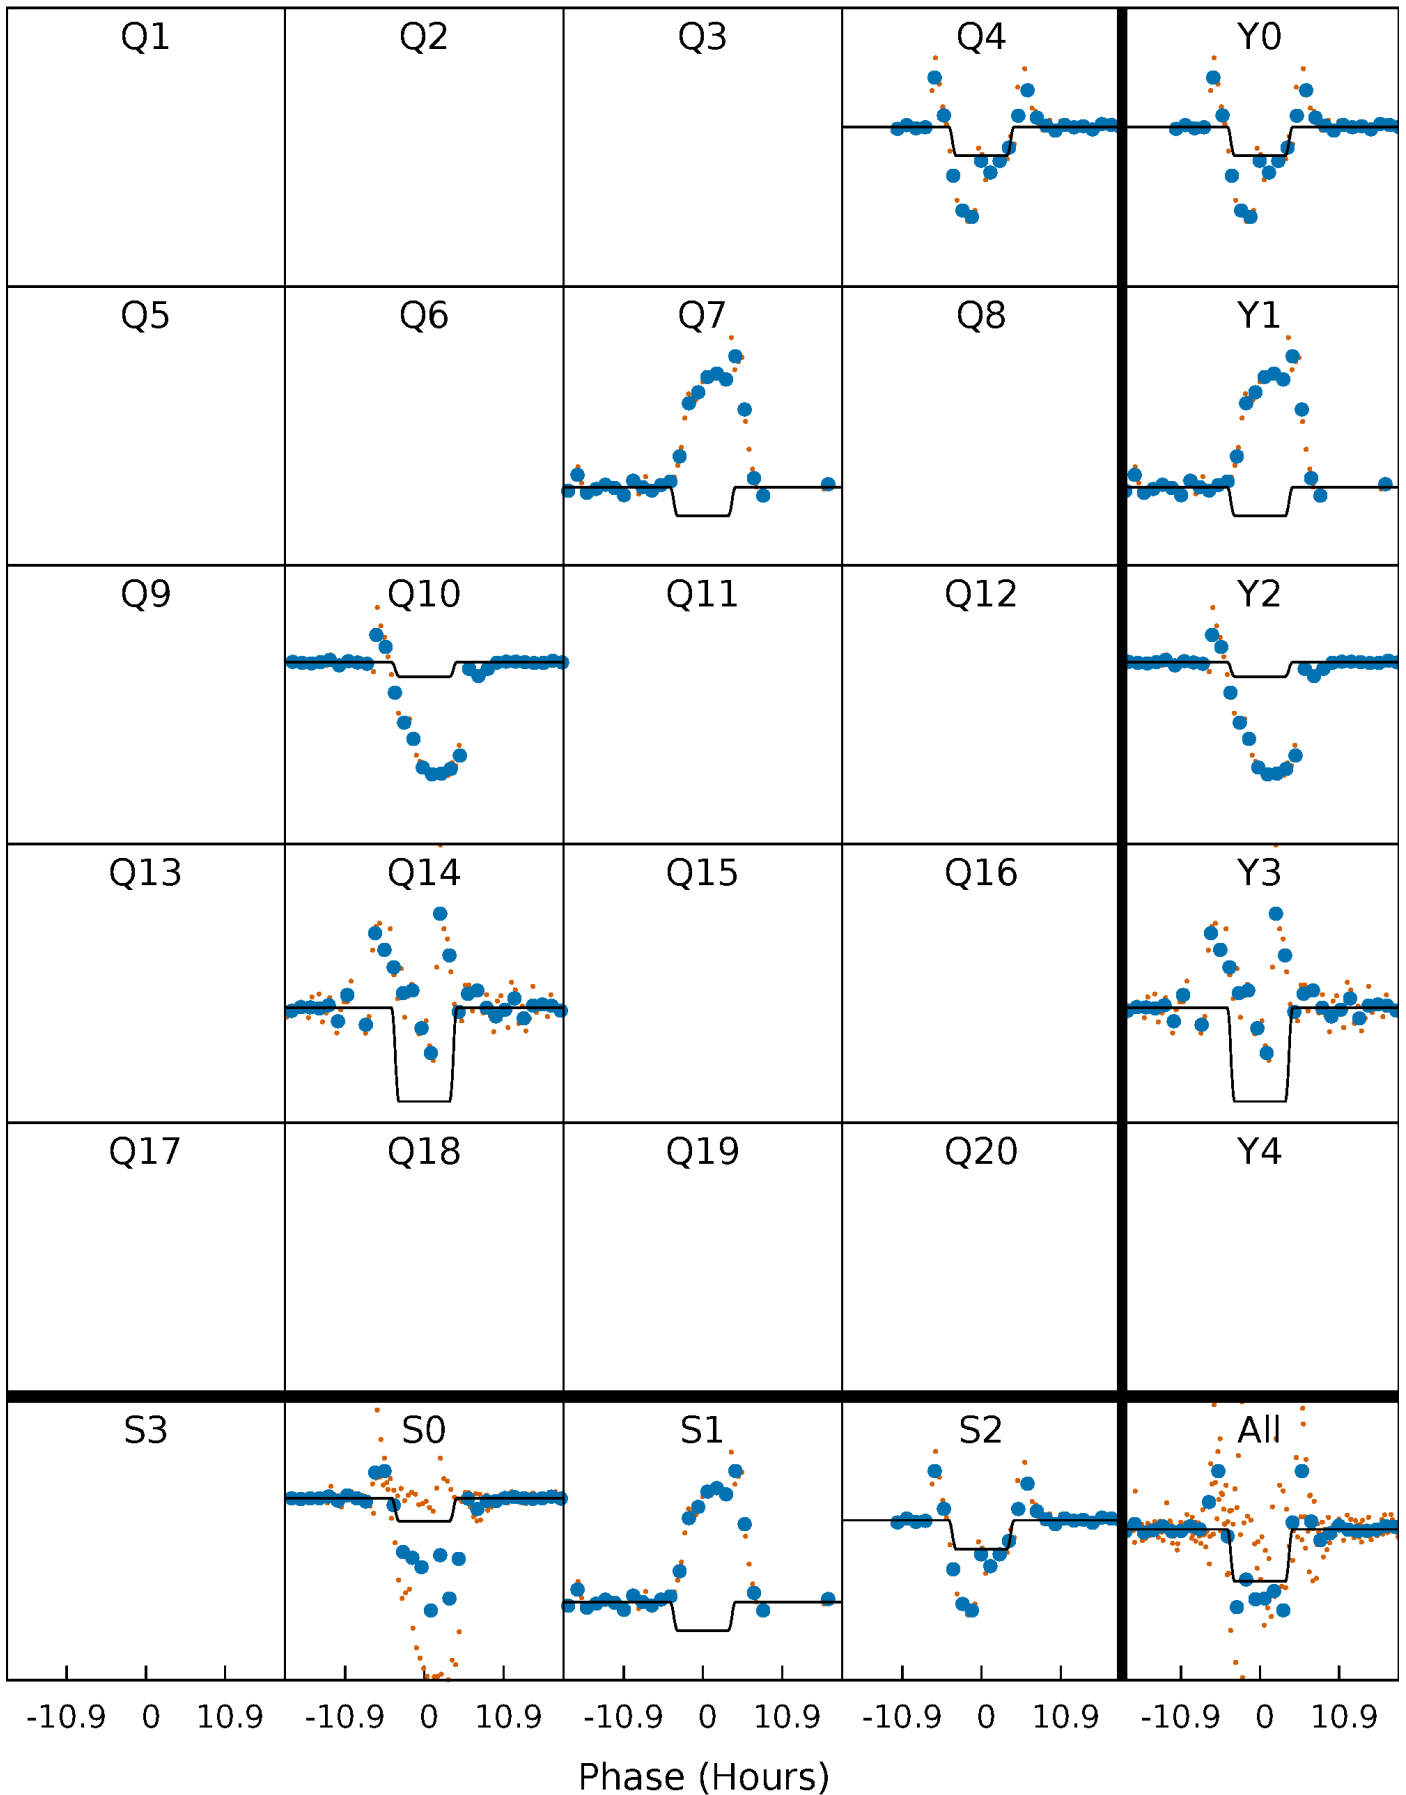 Q1 Q2 Q3 Q4 Y0
Q5 Q6 Q7 Q8 Y1
Q9 Q10 Q11 Q12 Y2
Q13 Q14 Q15 Q16 Y3
Q17 Q18 Q19 Q20 Y4
S3 S0 S1 S2 All
-10.9 0 10.9 -10.9 0 10.9 -10.9 0 10.9 -10.9 0 10.9 -10.9 0 10.9
Phase (Hours)